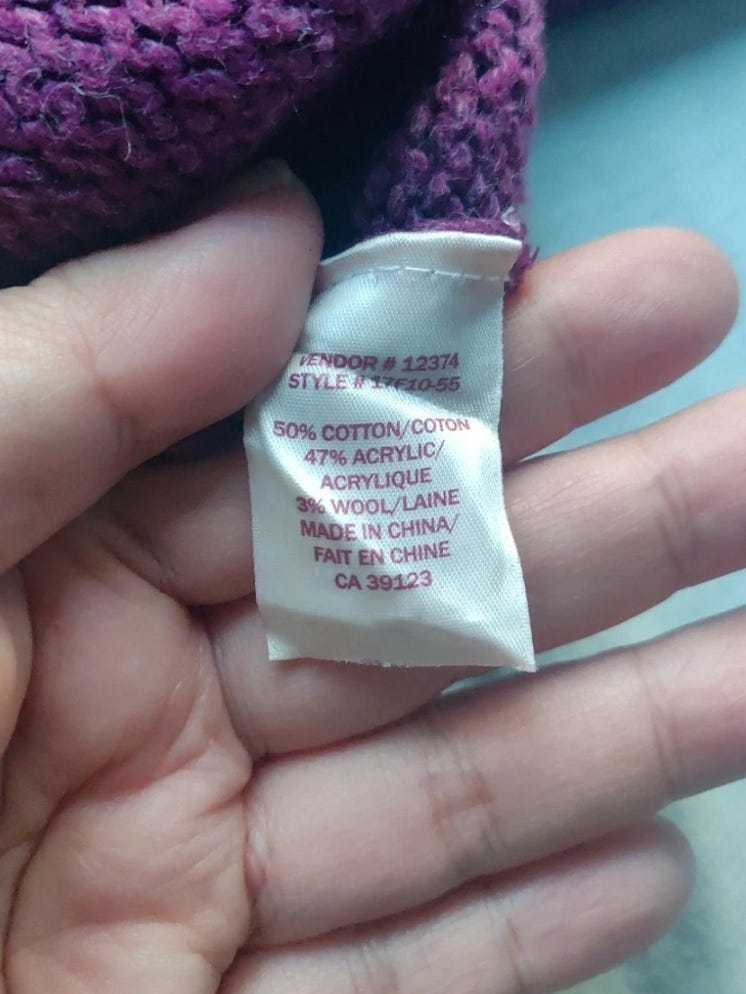 VENDOR # 12374
STYLE # 17F10-55
50% COTTON/COTON
47% ACRYLIC/
ACRYLIQUE
3% WOOL/LAINE
MADE IN CHINA/
FAIT EN CHINE
CA 39123